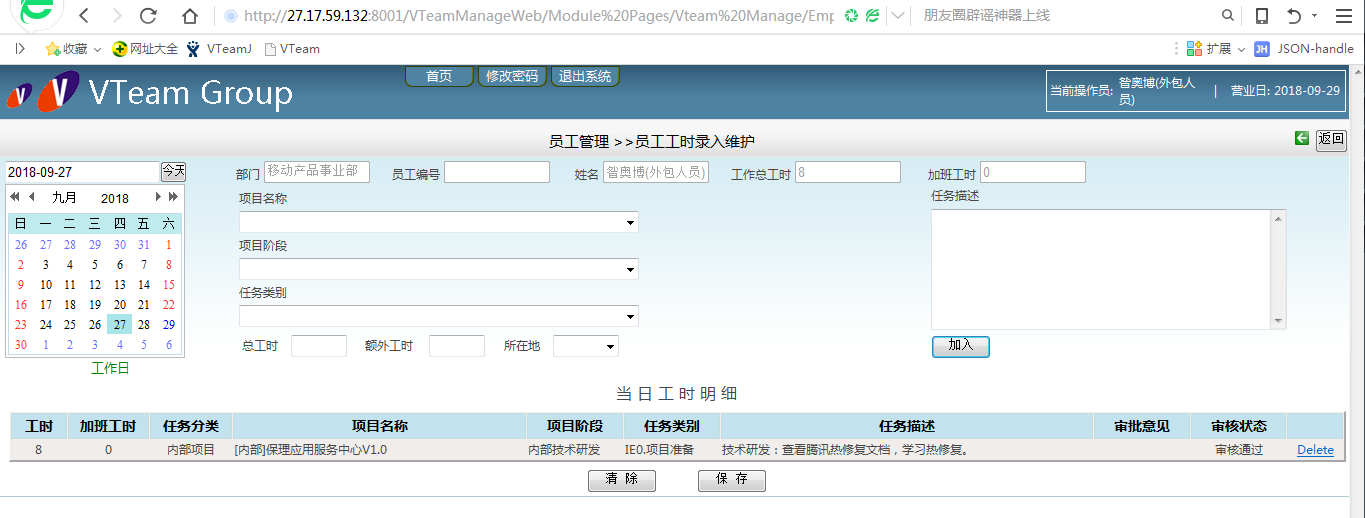 http://27.17.59.132:8001/VTeamManageWeb/Module%20Pages/Vteam%20Manage/Emp 朋友圈辟谣神器上线
收藏 网址大全 VTeamJ VTeam 扩展 JH JSON-handle
VTeam Group 首页 修改密码 退出系统 当前操作员: 昝奥博(外包人员) | 营业日: 2018-09-29
员工管理 >>员工工时录入维护 返回
2018-09-27 今天 部门 移动产品事业部 员工编号 姓名 昝奥博(外包人员) 工作总工时 8 加班工时 0
九月 2018 项目名称 任务描述
日 一 二 三 四 五 六
26 27 28 29 30 31 1 项目阶段
2 3 4 5 6 7 8
9 10 11 12 13 14 15 任务类别
16 17 18 19 20 21 22
23 24 25 26 27 28 29
30 1 2 3 4 5 6 总工时 额外工时 所在地 加入
工作日
当日工时明细
工时 加班工时 任务分类 项目名称 项目阶段 任务类别 任务描述 审批意见 审核状态
8 0 内部项目 [内部]保理应用服务中心V1.0 内部技术研发 IE0.项目准备 技术研发：查看腾讯热修复文档，学习热修复。 审核通过 Delete
清 除 保 存